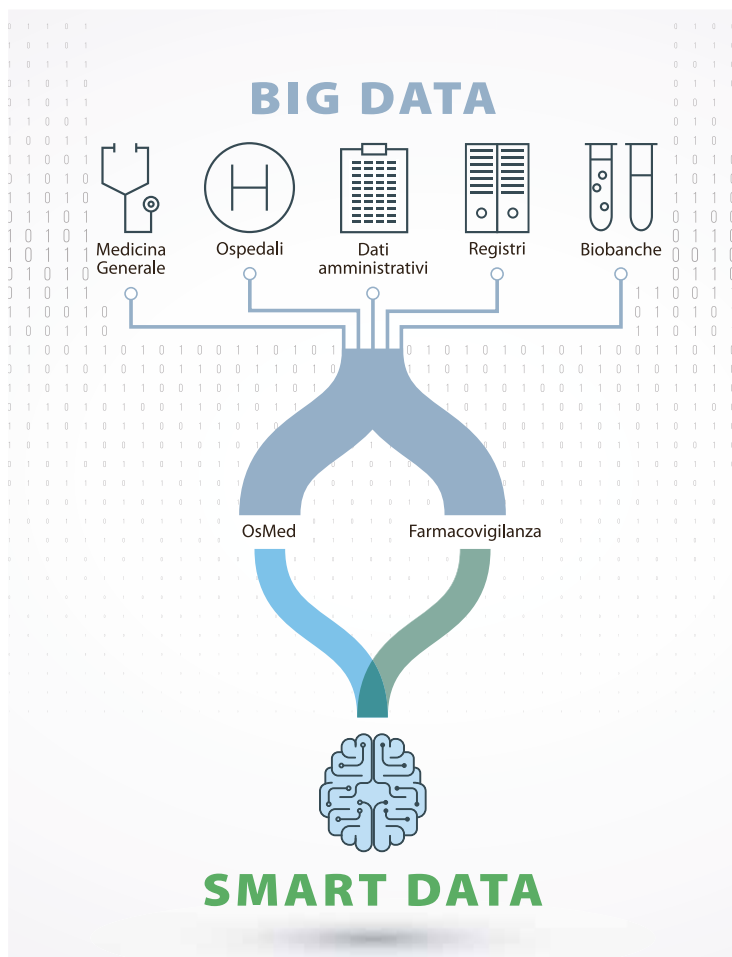 BIG DATA
Medicina
Generale
Ospedali
Dati
amministrativi
Registri
Biobanche
OsMed
Farmacovigilanza
SMART DATA